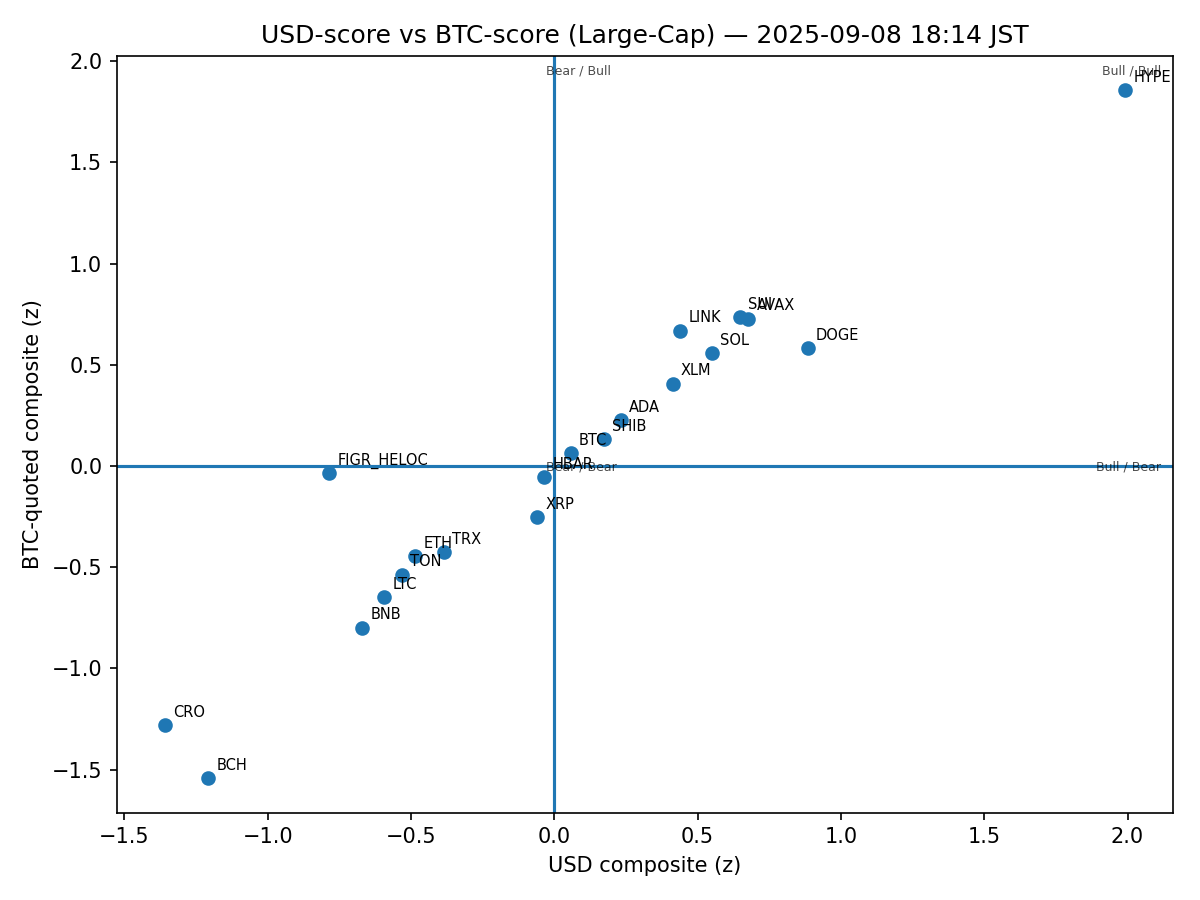 USD-score vs BTC-score (Large-Cap) — 2025-09-08 18:14 JST
2.0
Bear / Bull
Bull / Bull
HYPE
1.5
1.0
SUI
AVAX
LINK
DOGE
SOL
0.5
XLM
ADA
SHIB
BTC
FIGR_HELOC
HBAR
0.0
Bear / Bear
Bull / Bear
XRP
TRX
ETH
TON
−0.5
LTC
BNB
−1.0
CRO
BCH
−1.5
−1.5
−1.0
−0.5
0.0
0.5
1.0
1.5
2.0
USD composite (z)
BTC-quoted composite (z)